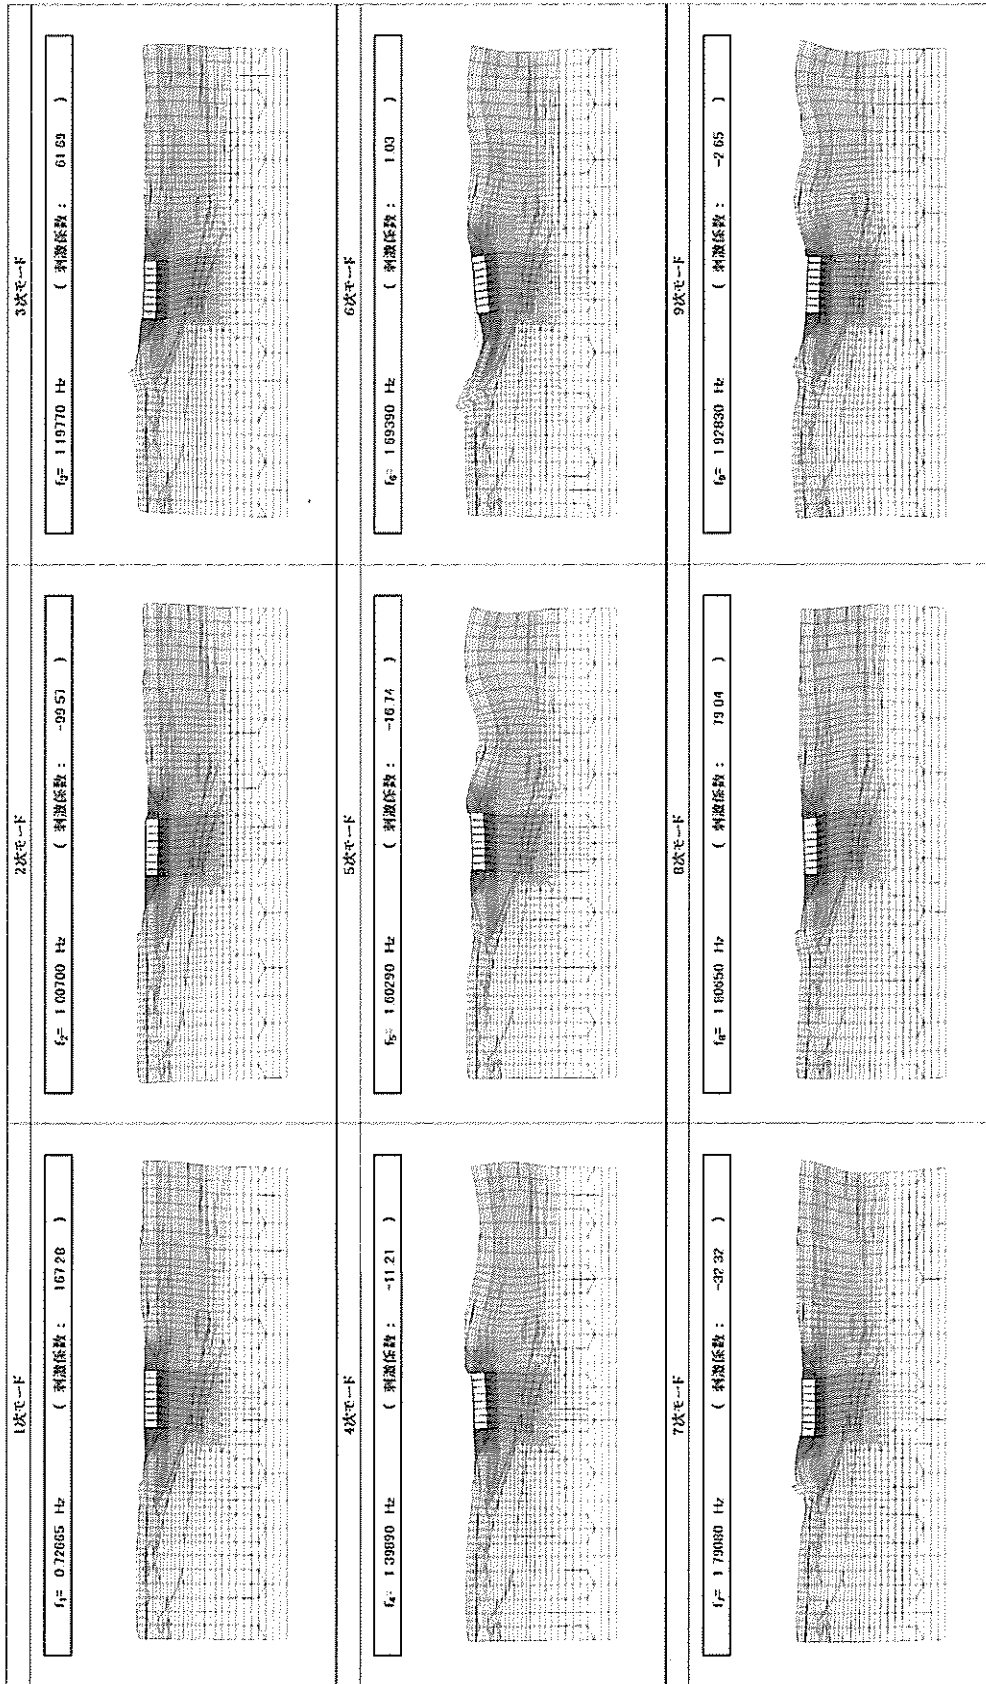 1次モード
f₁= 0.72665 Hz ( 刺激係数: 167.28 )
2次モード
f₂= 1.00700 Hz ( 刺激係数: -99.57 )
3次モード
f₃= 1.19770 Hz ( 刺激係数: 61.69 )
4次モード
f₄= 1.39890 Hz ( 刺激係数: -11.21 )
5次モード
f₅= 1.60290 Hz ( 刺激係数: -16.74 )
6次モード
f₆= 1.69390 Hz ( 刺激係数: 1.03 )
7次モード
f₇= 1.79080 Hz ( 刺激係数: -32.32 )
8次モード
f₈= 1.80650 Hz ( 刺激係数: 79.04 )
9次モード
f₉= 1.92830 Hz ( 刺激係数: -2.65 )